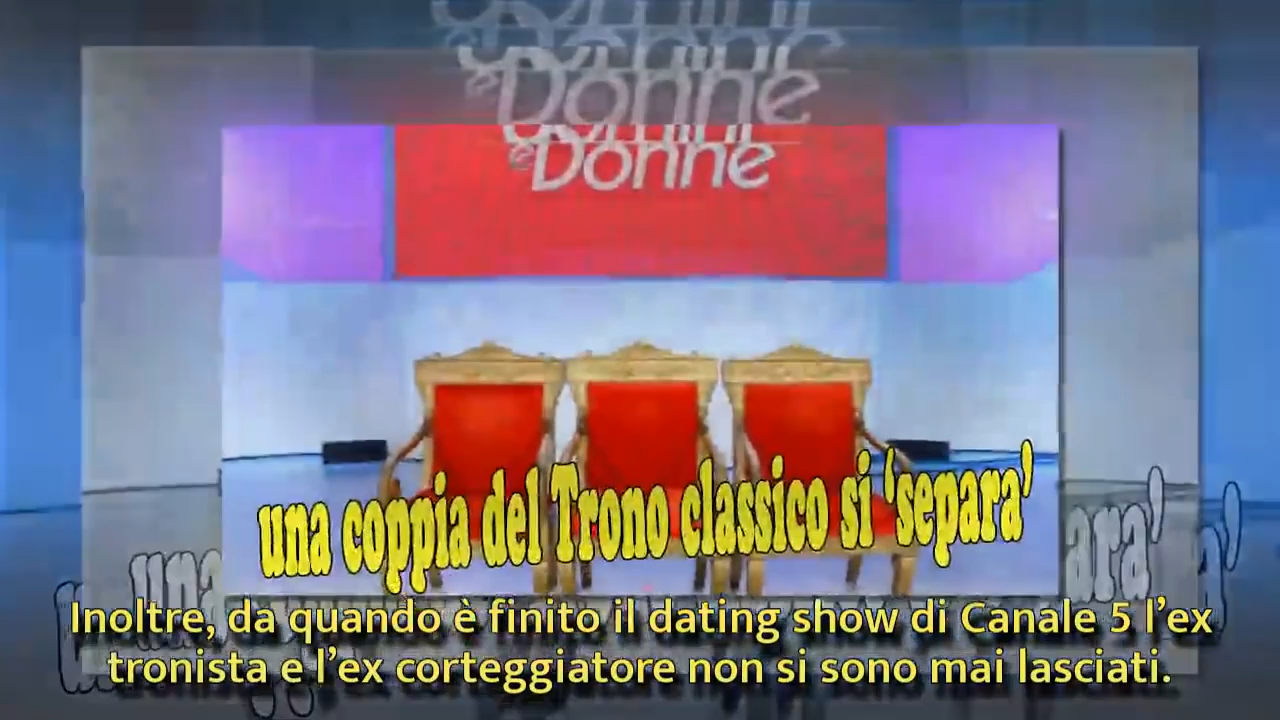 Uomini
e Donne
una coppia del Trono classico si ‘separa’
Inoltre, da quando è finito il dating show di Canale 5 l’ex
tronista e l’ex corteggiatore non si sono mai lasciati.